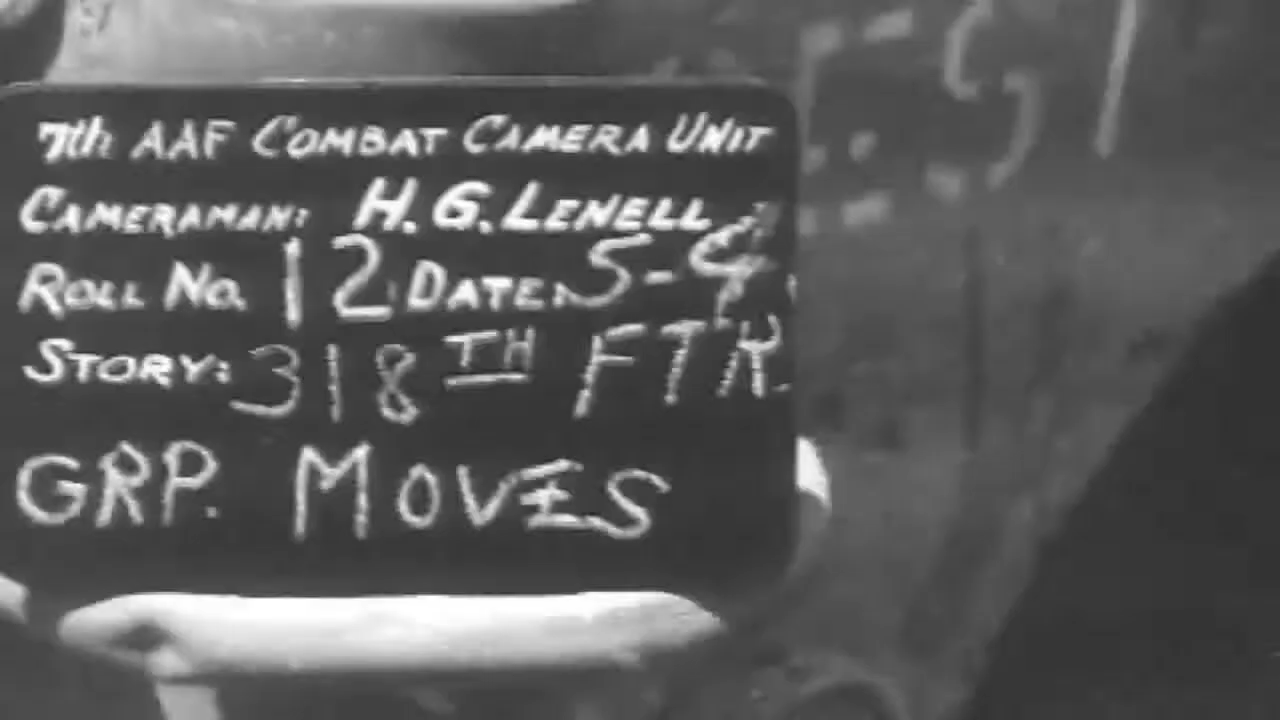 7th AAF COMBAT CAMERA UNIT
CAMERAMAN: H. G. LENELL
ROLL NO. 12 DATE: 5-4
STORY: 318TH FTR.
GRP. MOVES